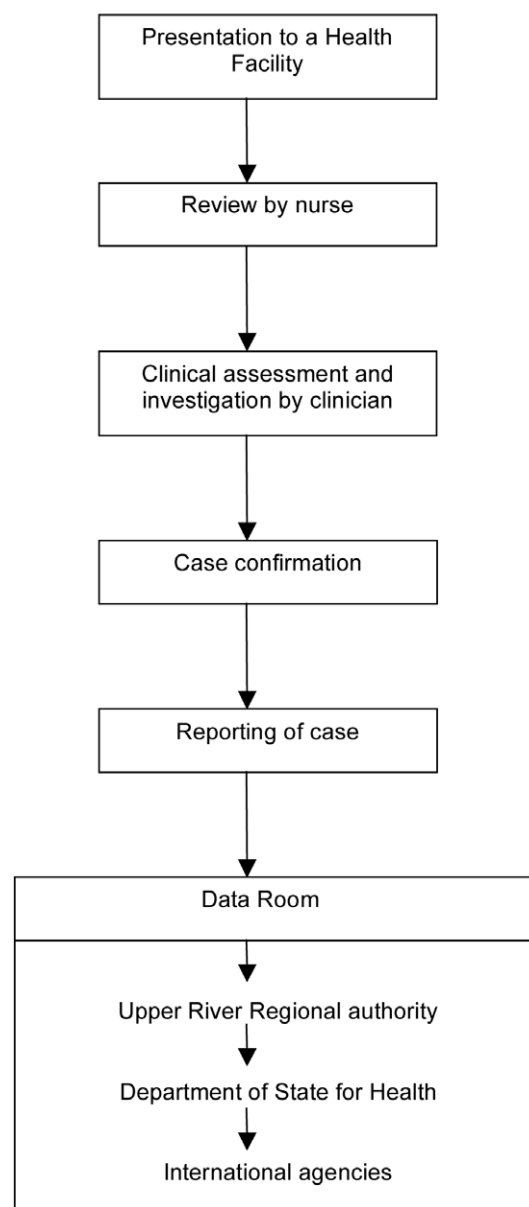 Presentation to a Health
Facility
Review by nurse
Clinical assessment and
investigation by clinician
Case confirmation
Reporting of case
Data Room
Upper River Regional authority
Department of State for Health
International agencies